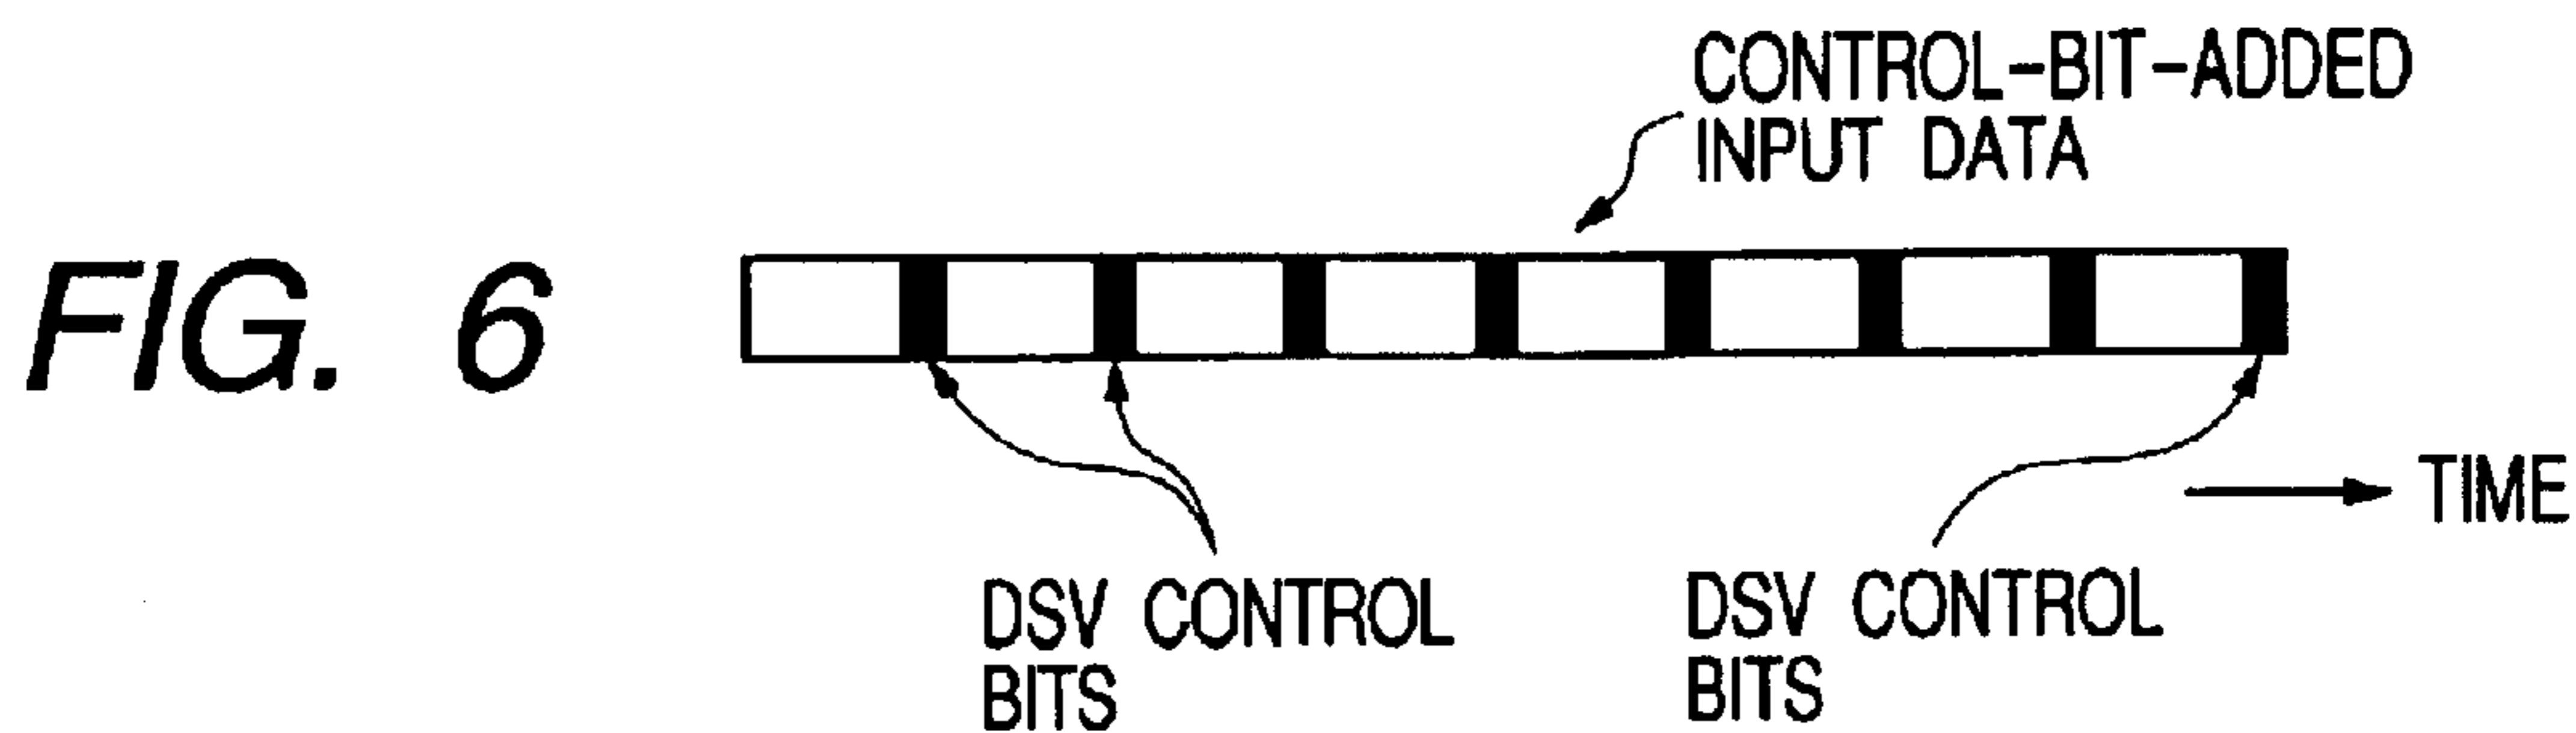 FIG. 6
CONTROL-BIT-ADDED
INPUT DATA
DSV CONTROL
BITS
DSV CONTROL
BITS
TIME